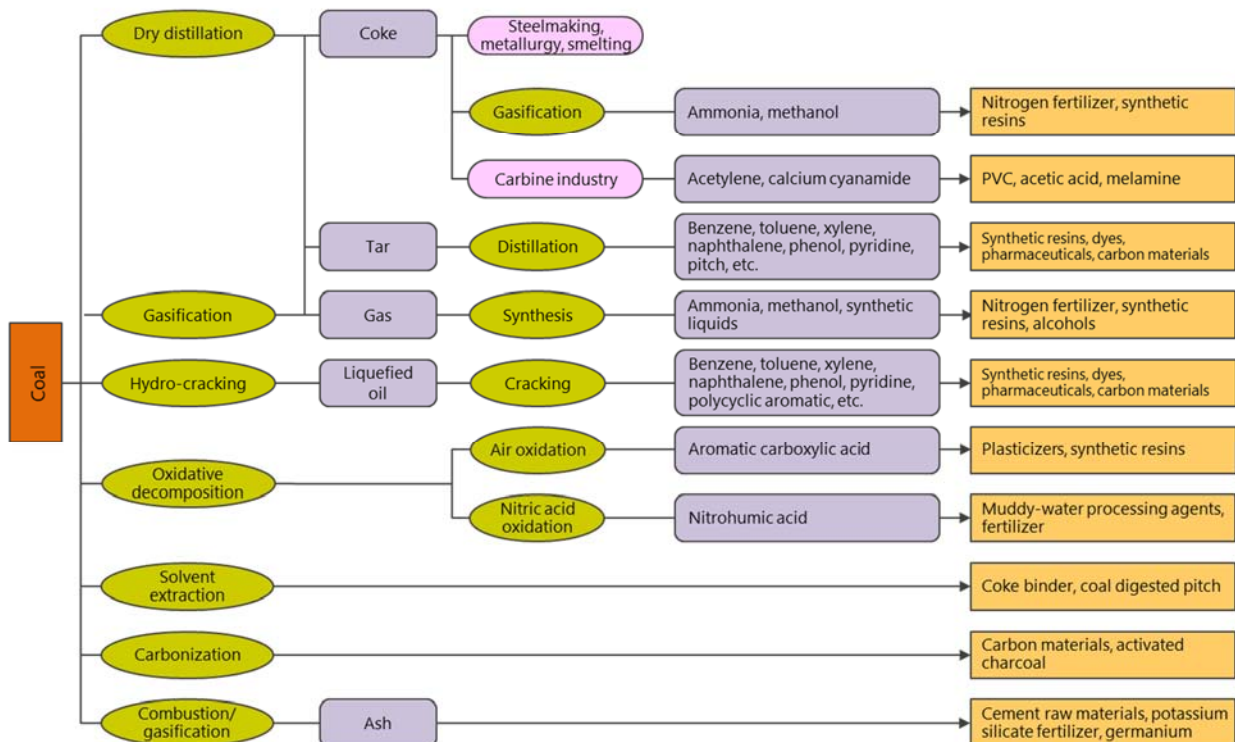 Dry distillation
Coke
Steelmaking,
metallurgy, smelting
Gasification
Ammonia, methanol
Nitrogen fertilizer, synthetic
resins
Carbine industry
Acetylene, calcium cyanamide
PVC, acetic acid, melamine
Tar
Distillation
Benzene, toluene, xylene,
naphthalene, phenol, pyridine,
pitch, etc.
Synthetic resins, dyes,
pharmaceuticals, carbon materials
Gasification
Gas
Synthesis
Ammonia, methanol, synthetic
liquids
Nitrogen fertilizer, synthetic
resins, alcohols
Coal
Hydro-cracking
Liquefied
oil
Cracking
Benzene, toluene, xylene,
naphthalene, phenol, pyridine,
polycyclic aromatic, etc.
Synthetic resins, dyes,
pharmaceuticals, carbon materials
Oxidative
decomposition
Air oxidation
Aromatic carboxylic acid
Plasticizers, synthetic resins
Nitric acid
oxidation
Nitrohumic acid
Muddy-water processing agents,
fertilizer
Solvent
extraction
Coke binder, coal digested pitch
Carbonization
Carbon materials, activated
charcoal
Combustion/
gasification
Ash
Cement raw materials, potassium
silicate fertilizer, germanium